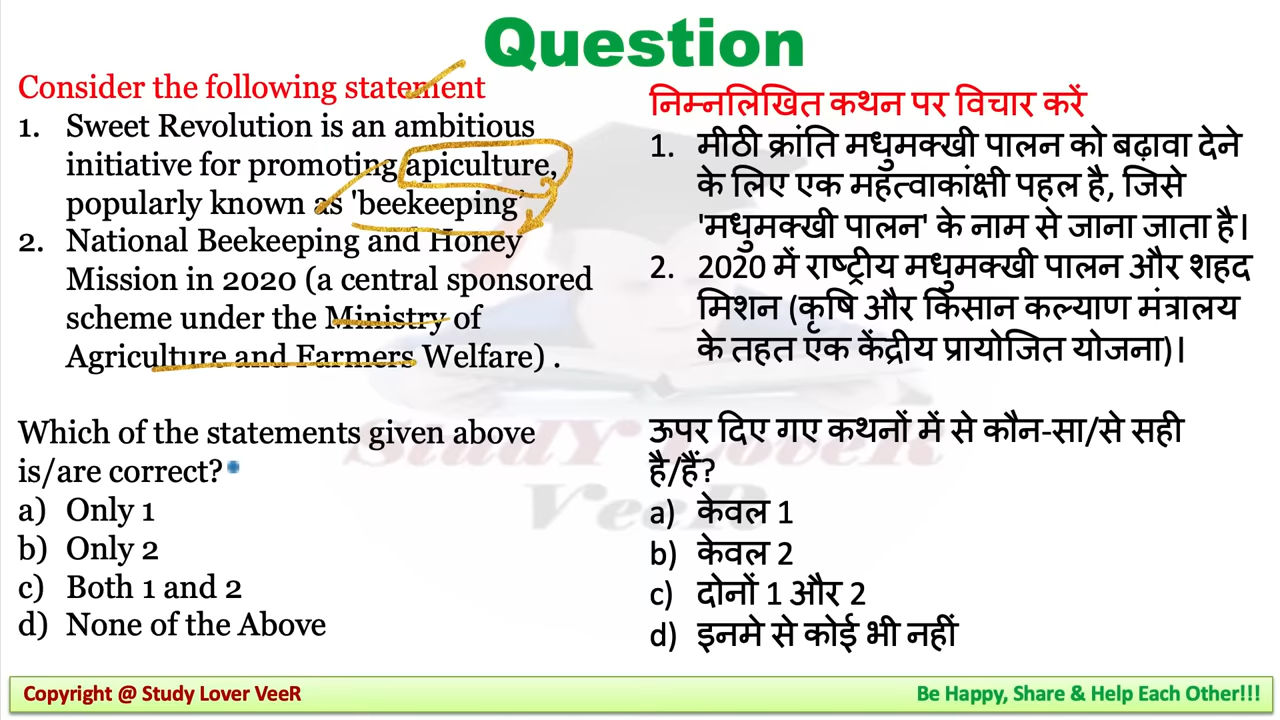 Question
Consider the following statement
1. Sweet Revolution is an ambitious
initiative for promoting apiculture,
popularly known as 'beekeeping'
2. National Beekeeping and Honey
Mission in 2020 (a central sponsored
scheme under the Ministry of
Agriculture and Farmers Welfare) .
Which of the statements given above
is/are correct?
a) Only 1
b) Only 2
c) Both 1 and 2
d) None of the Above
निम्नलिखित कथन पर विचार करें
1. मीठी क्रांति मधुमक्खी पालन को बढ़ावा देने
के लिए एक महत्वाकांक्षी पहल है, जिसे
'मधुमक्खी पालन' के नाम से जाना जाता है।
2. 2020 में राष्ट्रीय मधुमक्खी पालन और शहद
मिशन (कृषि और किसान कल्याण मंत्रालय
के तहत एक केंद्रीय प्रायोजित योजना)।
ऊपर दिए गए कथनों में से कौन-सा/से सही
है/हैं?
a) केवल 1
b) केवल 2
c) दोनों 1 और 2
d) इनमे से कोई भी नहीं
StudY LoveR
VeeR
Copyright @ Study Lover VeeR
Be Happy, Share & Help Each Other!!!